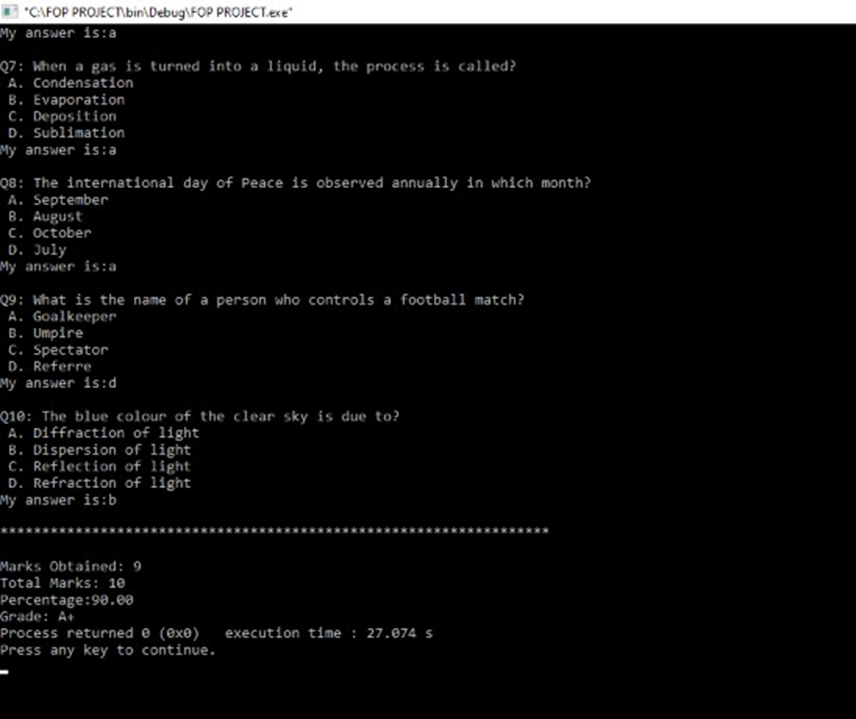 "C:\FOP PROJECT\bin\Debug\FOP PROJECT.exe"
My answer is:a
Q7: When a gas is turned into a liquid, the process is called?
A. Condensation
B. Evaporation
C. Deposition
D. Sublimation
My answer is:a
Q8: The international day of Peace is observed annually in which month?
A. September
B. August
C. October
D. July
My answer is:a
Q9: What is the name of a person who controls a football match?
A. Goalkeeper
B. Umpire
C. Spectator
D. Referre
My answer is:d
Q10: The blue colour of the clear sky is due to?
A. Diffraction of light
B. Dispersion of light
C. Reflection of light
D. Refraction of light
My answer is:b
******************************************************************
Marks Obtained: 9
Total Marks: 10
Percentage:90.00
Grade: A+
Process returned 0 (0x0)   execution time : 27.074 s
Press any key to continue.